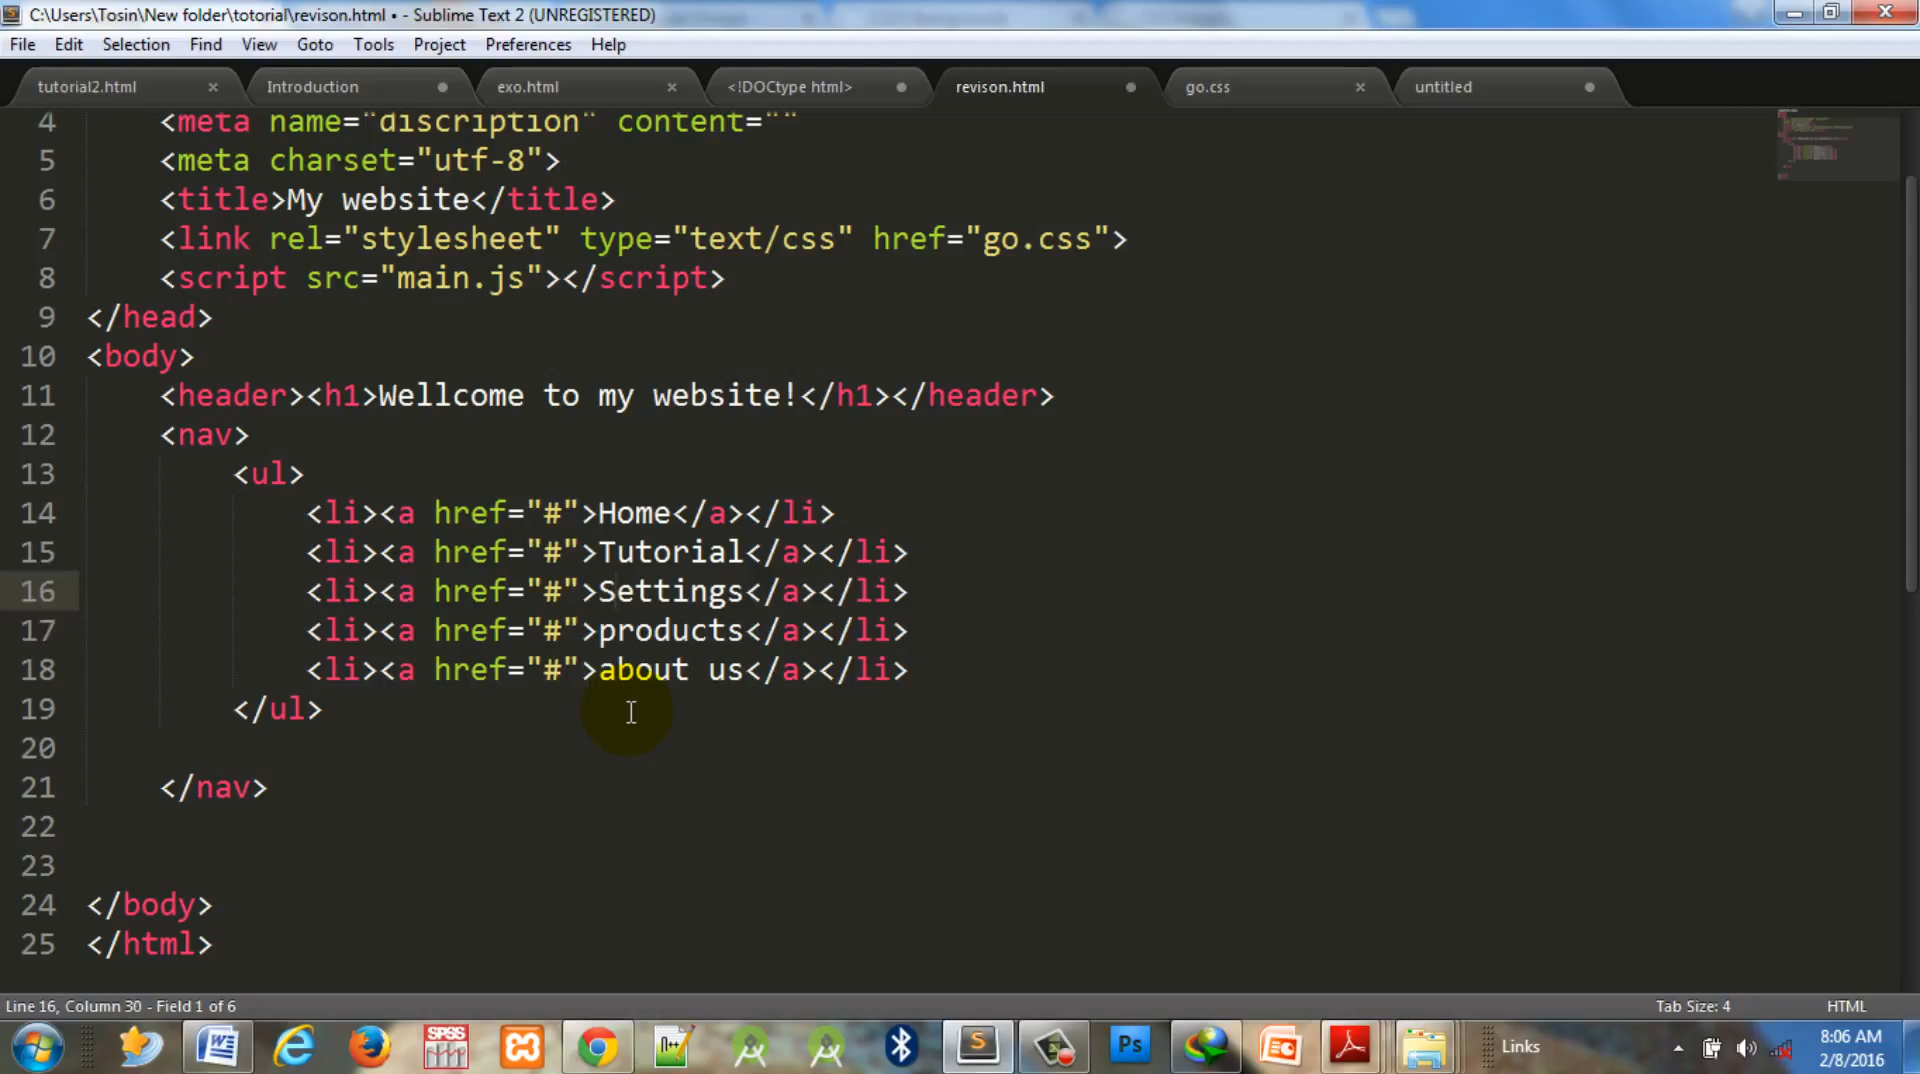 C:\Users\Tosin\New folder\totorial\revison.html • - Sublime Text 2 (UNREGISTERED)
File Edit Selection Find View Goto Tools Project Preferences Help
tutorial2.html Introduction exo.html <!DOCtype html> revison.html go.css untitled
4 <meta name="discription" content=""
5 <meta charset="utf-8">
6 <title>My website</title>
7 <link rel="stylesheet" type="text/css" href="go.css">
8 <script src="main.js"></script>
9 </head>
10 <body>
11 <header><h1>Wellcome to my website!</h1></header>
12 <nav>
13 <ul>
14 <li><a href="#">Home</a></li>
15 <li><a href="#">Tutorial</a></li>
16 <li><a href="#">Settings</a></li>
17 <li><a href="#">products</a></li>
18 <li><a href="#">about us</a></li>
19 </ul>
20
21 </nav>
22
23
24 </body>
25 </html>
Line 16, Column 30 - Field 1 of 6 Tab Size: 4 HTML
SPSS Ps Links 8:06 AM
2/8/2016